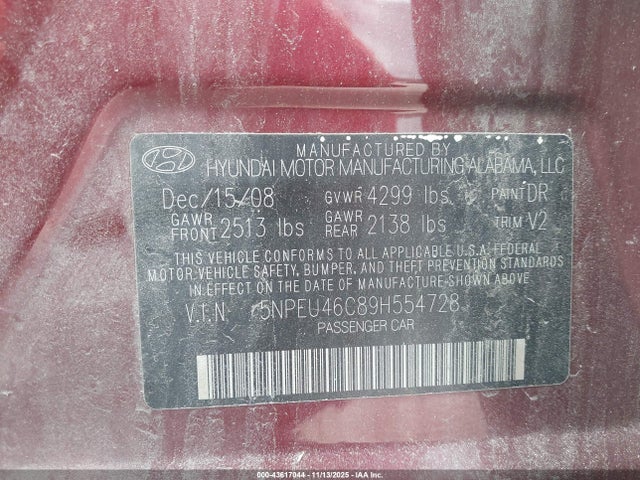 MANUFACTURED BY
HYUNDAI MOTOR MANUFACTURING ALABAMA, LLC
Dec/15/08 GVWR 4299 lbs PAINT DR
GAWR FRONT 2513 lbs GAWR REAR 2138 lbs TRIM V2
THIS VEHICLE CONFORMS TO ALL APPLICABLE U.S.A. FEDERAL
MOTOR VEHICLE SAFETY, BUMPER, AND THEFT PREVENTION
STANDARDS IN EFFECT ON THE DATE OF MANUFACTURE SHOWN ABOVE.
V.I.N. 5NPEU46C89H554728
PASSENGER CAR
000-43617044 - 11/13/2025 - IAAI.COM